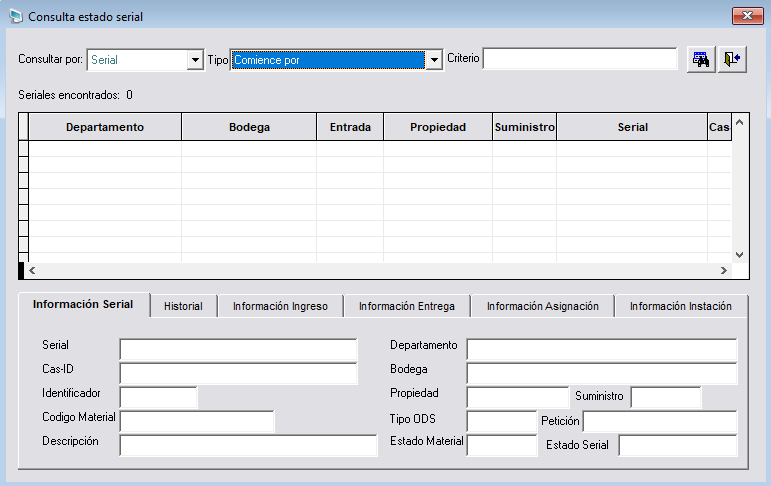 Consulta estado serial
Consultar por: Serial Tipo Comience por Criterio
Seriales encontrados: 0
Departamento Bodega Entrada Propiedad Suministro Serial Cas-
Información Serial Historial Información Ingreso Información Entrega Información Asignación Información Instación
Serial Departamento
Cas-ID Bodega
Identificador Propiedad Suministro
Codigo Material Tipo ODS Petición
Descripción Estado Material Estado Serial